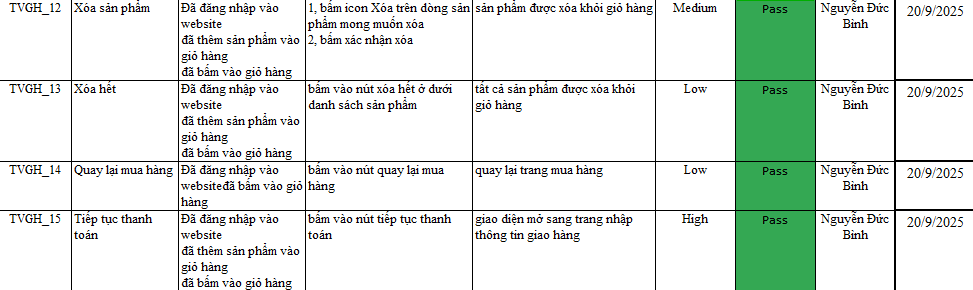 TVGH_12
Xóa sản phẩm
Đã đăng nhập vào
website
đã thêm sản phẩm vào
giỏ hàng
đã bấm vào giỏ hàng
1, bấm icon Xóa trên dòng sản
phẩm mong muốn xóa
2, bấm xác nhận xóa
sản phẩm được xóa khỏi giỏ hàng
Medium
Pass
Nguyễn Đức
Bình
20/9/2025
TVGH_13
Xóa hết
Đã đăng nhập vào
website
đã thêm sản phẩm vào
giỏ hàng
đã bấm vào giỏ hàng
bấm vào nút xóa hết ở dưới
danh sách sản phẩm
tất cả sản phẩm được xóa khỏi
giỏ hàng
Low
Pass
Nguyễn Đức
Bình
20/9/2025
TVGH_14
Quay lại mua hàng
Đã đăng nhập vào
websiteđã bấm vào giỏ
hàng
bấm vào nút quay lại mua
hàng
quay lại trang mua hàng
Low
Pass
Nguyễn Đức
Bình
20/9/2025
TVGH_15
Tiếp tục thanh
toán
Đã đăng nhập vào
website
đã thêm sản phẩm vào
giỏ hàng
đã bấm vào giỏ hàng
bấm vào nút tiếp tục thanh
toán
giao diện mở sang trang nhập
thông tin giao hàng
High
Pass
Nguyễn Đức
Bình
20/9/2025